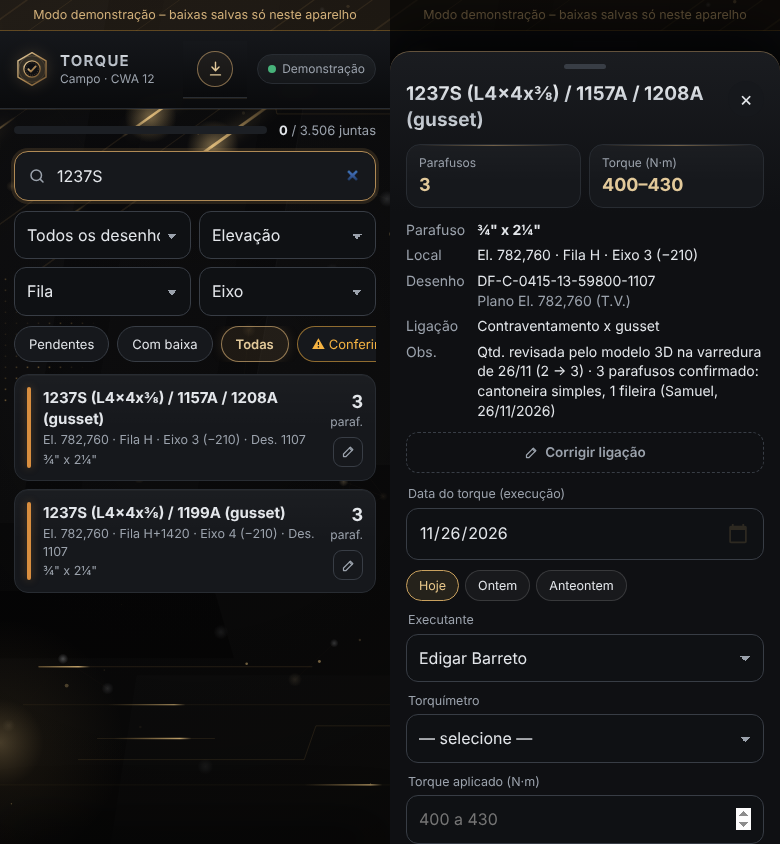 Modo demonstração – baixas salvas só neste aparelho
TORQUE
Campo · CWA 12
Demonstração
0 / 3.506 juntas
1237S
Todos os desenho
Elevação
Fila
Eixo
Pendentes
Com baixa
Todas
Conferir
1237S (L4×4x⅜) / 1157A / 1208A
(gusset)
El. 782,760 · Fila H · Eixo 3 (−210) · Des. 1107
¾" x 2¼"
3
paraf.
1237S (L4×4x⅜) / 1199A (gusset)
El. 782,760 · Fila H+1420 · Eixo 4 (−210) · Des.
1107
¾" x 2¼"
3
paraf.
Modo demonstração – baixas salvas só neste aparelho
1237S (L4×4x⅜) / 1157A / 1208A
(gusset)
Parafusos
3
Torque (N·m)
400–430
Parafuso ¾" x 2¼"
Local El. 782,760 · Fila H · Eixo 3 (−210)
Desenho DF-C-0415-13-59800-1107
Plano El. 782,760 (T.V.)
Ligação Contraventamento x gusset
Obs. Qtd. revisada pelo modelo 3D na varredura
de 26/11 (2 → 3) · 3 parafusos confirmado:
cantoneira simples, 1 fileira (Samuel,
26/11/2026)
Corrigir ligação
Data do torque (execução)
11/26/2026
Hoje
Ontem
Anteontem
Executante
Edigar Barreto
Torquímetro
— selecione —
Torque aplicado (N·m)
400 a 430